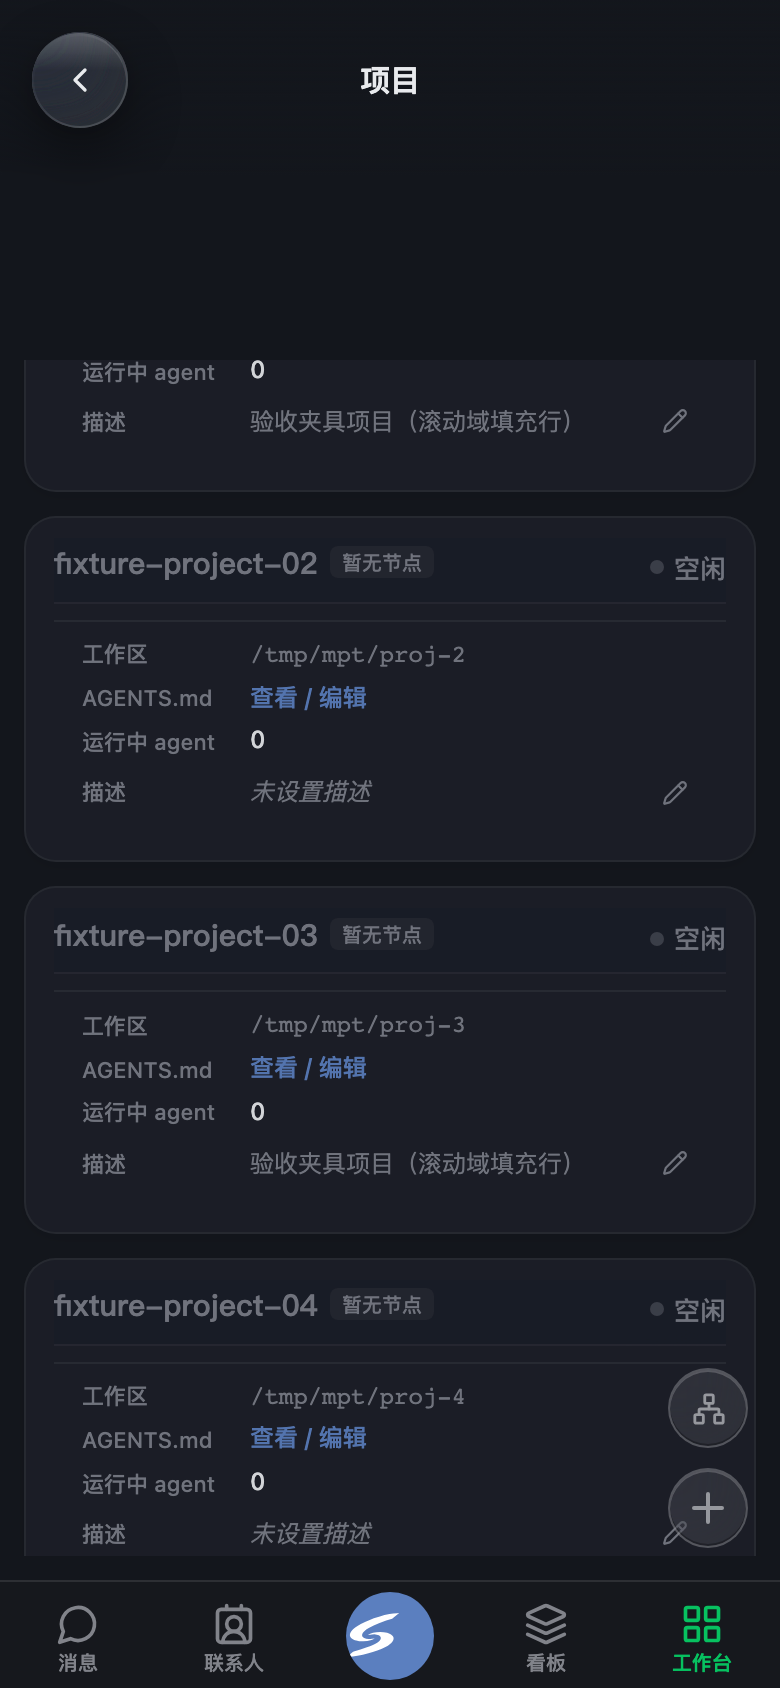 项目
运行中 agent 0
描述 验收夹具项目（滚动域填充行）
fixture-project-02 暂无节点 空闲
工作区 /tmp/mpt/proj-2
AGENTS.md 查看 / 编辑
运行中 agent 0
描述 未设置描述
fixture-project-03 暂无节点 空闲
工作区 /tmp/mpt/proj-3
AGENTS.md 查看 / 编辑
运行中 agent 0
描述 验收夹具项目（滚动域填充行）
fixture-project-04 暂无节点 空闲
工作区 /tmp/mpt/proj-4
AGENTS.md 查看 / 编辑
运行中 agent 0
描述 未设置描述
消息 联系人 看板 工作台